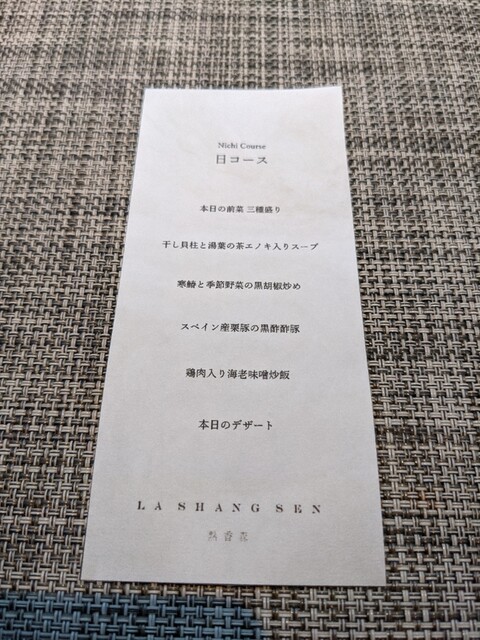 Nichi Course
日コース
本日の前菜 三種盛り
干し貝柱と湯葉の茶エノキ入りスープ
寒鰆と季節野菜の黒胡椒炒め
スペイン産栗豚の黒酢酢豚
鶏肉入り海老味噌炒飯
本日のデザート
LA SHANG SEN
香森